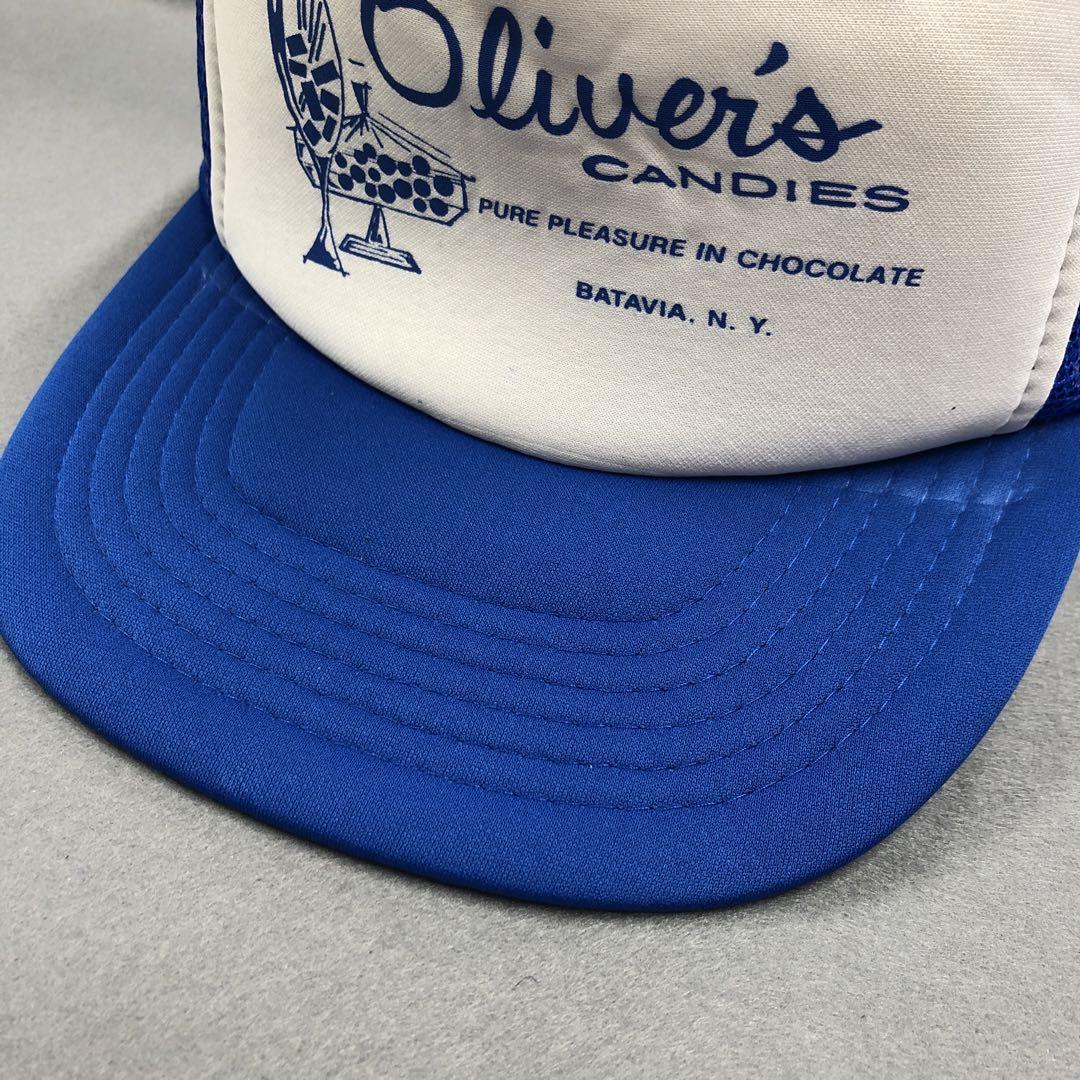 Oliver's
CANDIES
PURE PLEASURE IN CHOCOLATE
BATAVIA. N. Y.